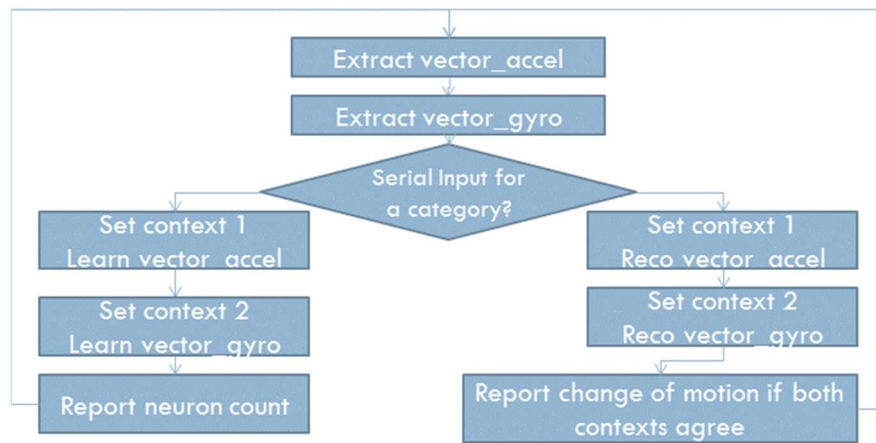 Extract vector_accel
Extract vector_gyro
Serial Input for
a category?
Set context 1
Learn vector_accel
Set context 2
Learn vector_gyro
Report neuron count
Set context 1
Reco vector_accel
Set context 2
Reco vector_gyro
Report change of motion if both
contexts agree